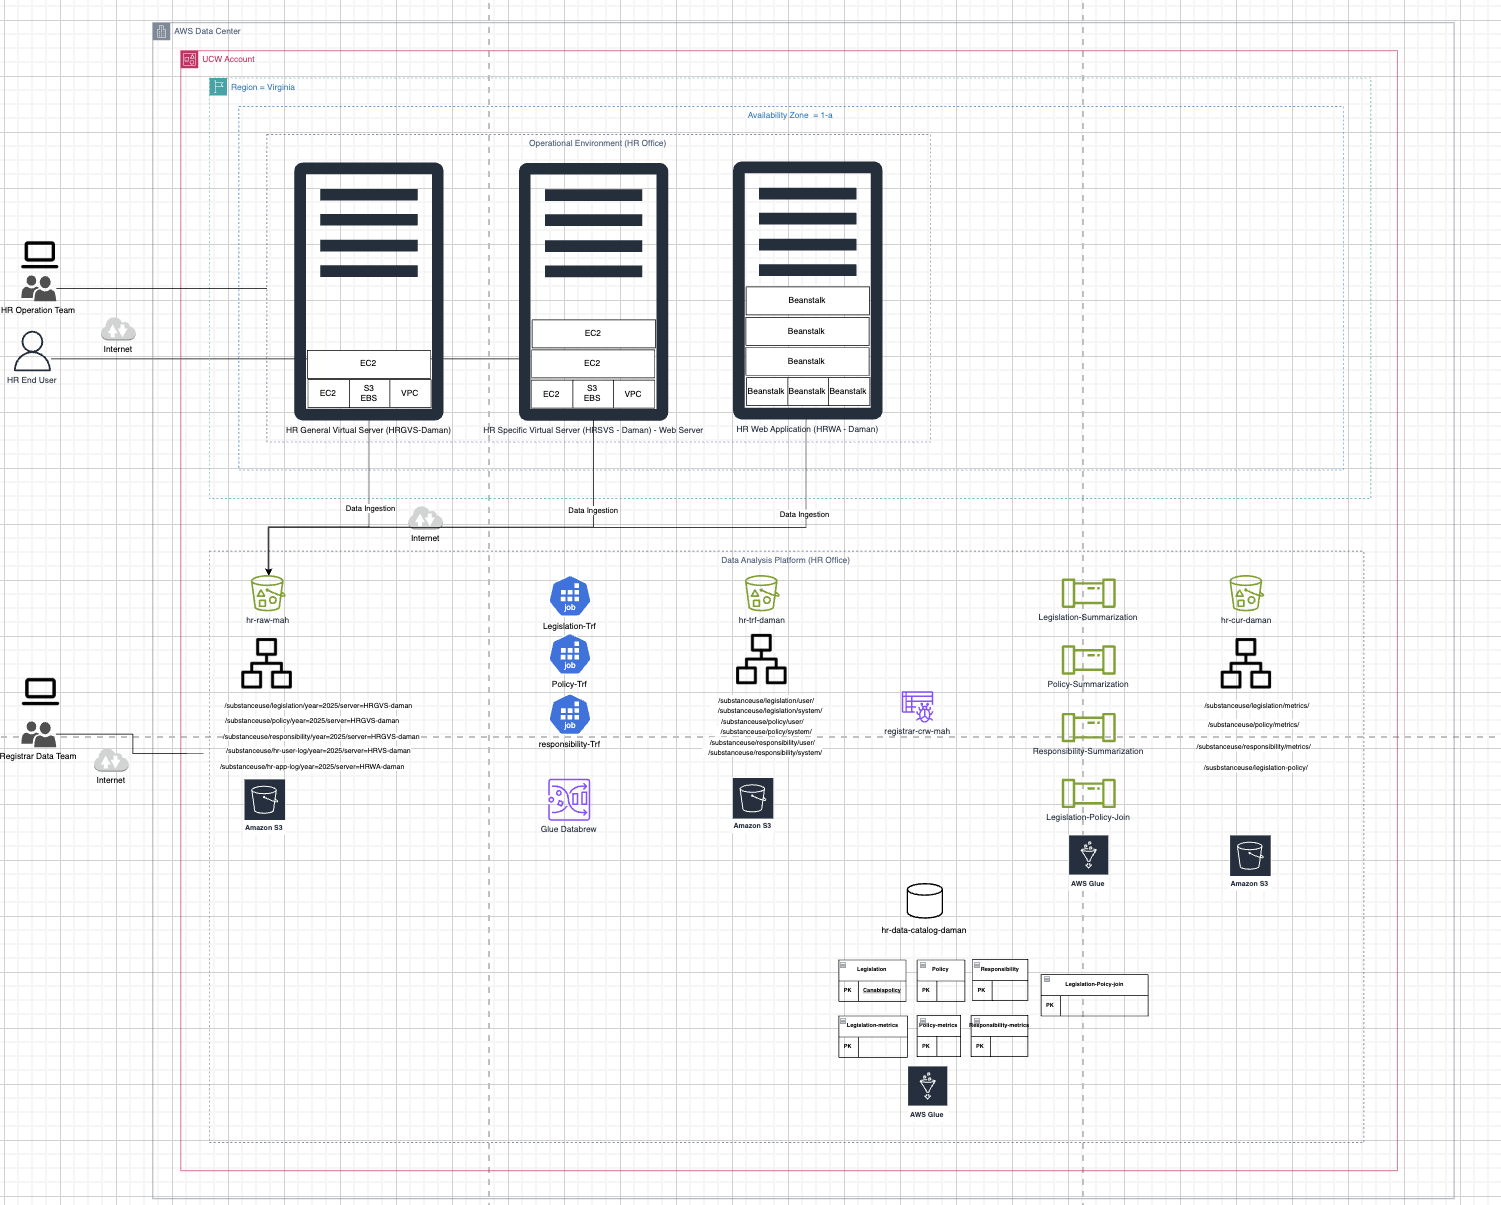 AWS Data Center
UCW Account
Region = Virginia
Availability Zone = 1-a
Operational Environment (HR Office)
HR Operation Team
Internet
HR End User
EC2
EC2
S3
EBS
VPC
HR General Virtual Server (HRGVS-Daman)
EC2
EC2
EC2
S3
EBS
VPC
HR Specific Virtual Server (HRSVS - Daman) - Web Server
Beanstalk
Beanstalk
Beanstalk
Beanstalk
Beanstalk
Beanstalk
HR Web Application (HRWA - Daman)
Data Ingestion
Data Ingestion
Data Ingestion
Internet
Data Analysis Platform (HR Office)
hr-raw-mah
/substanceuse/legislation/year=2025/server=HRGVS-daman
/substanceuse/policy/year=2025/server=HRGVS-daman
/substanceuse/responsibility/year=2025/server=HRGVS-daman
/substanceuse/hr-user-log/year=2025/server=HRVS-daman
/substanceuse/hr-app-log/year=2025/server=HRWA-daman
Amazon S3
Registrar Data Team
Internet
Legislation-Trf
Policy-Trf
responsibility-Trf
job
job
job
Glue Databrew
hr-trf-daman
/substanceuse/legislation/user/
/substanceuse/legislation/system/
/substanceuse/policy/user/
/substanceuse/policy/system/
/substanceuse/responsibility/user/
/substanceuse/responsibility/system/
Amazon S3
registrar-crw-mah
Legislation-Summarization
Policy-Summarization
Responsibility-Summarization
Legislation-Policy-Join
AWS Glue
hr-cur-daman
/substanceuse/legislation/metrics/
/substanceuse/policy/metrics/
/substanceuse/responsibility/metrics/
/susbstanceuse/legislation-policy/
Amazon S3
hr-data-catalog-daman
Legislation
PK
Canabispolicy
Policy
PK
Responsibility
PK
Legislation-Poicy-join
PK
Legislation-metrics
PK
Policy-metrics
PK
Responsibility-metrics
PK
AWS Glue